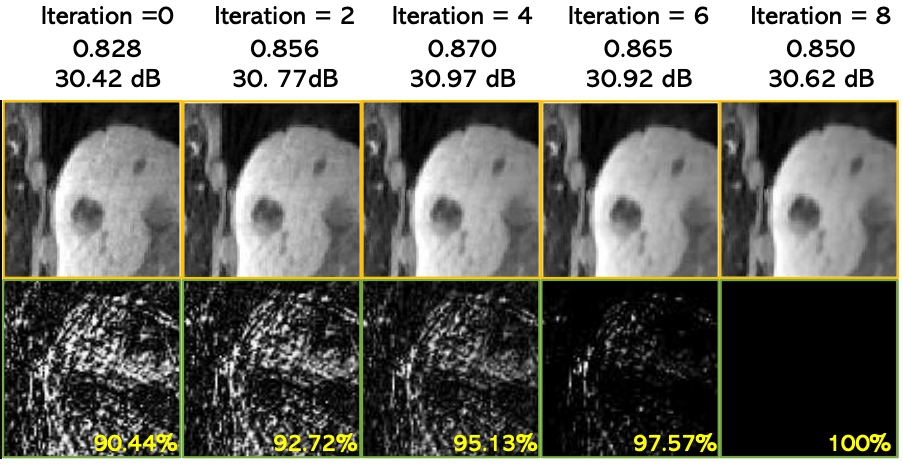 Iteration =0 Iteration = 2 Iteration = 4 Iteration = 6 Iteration = 8
0.828 0.856 0.870 0.865 0.850
30.42 dB 30. 77dB 30.97 dB 30.92 dB 30.62 dB
90.44% 92.72% 95.13% 97.57% 100%